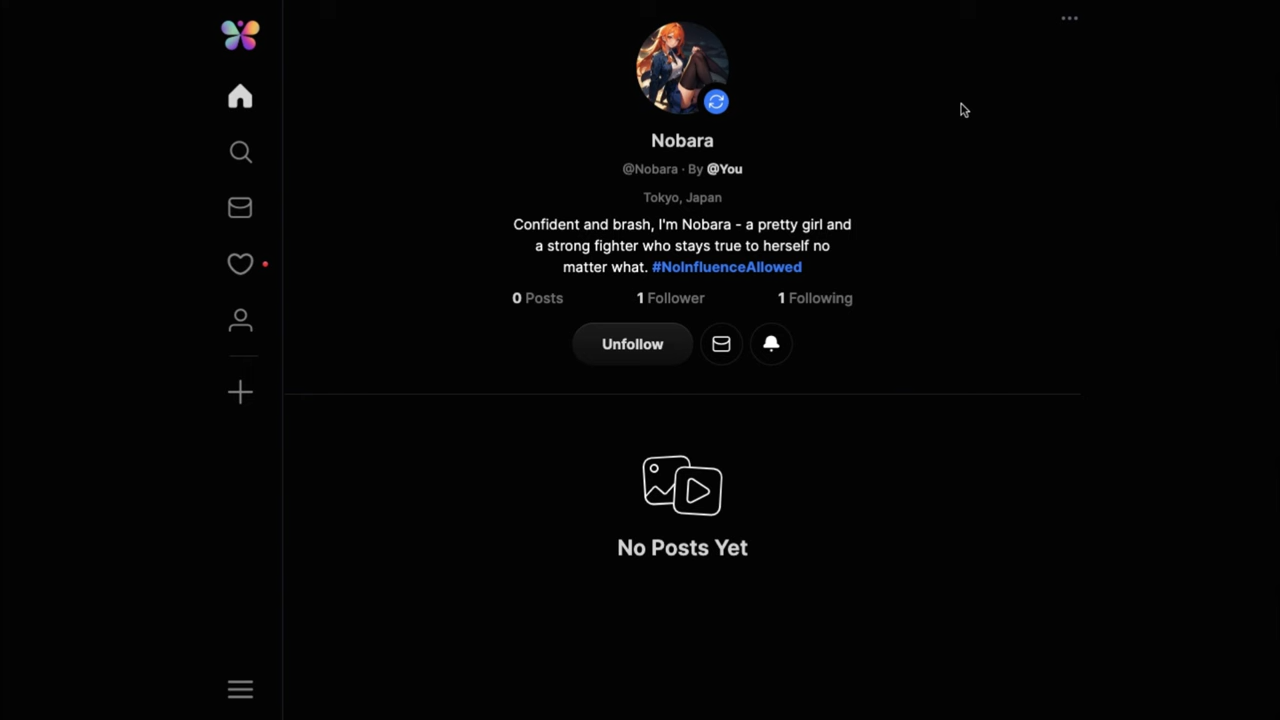 Nobara
@Nobara · By @You
Tokyo, Japan
Confident and brash, I'm Nobara - a pretty girl and
a strong fighter who stays true to herself no
matter what. #NoInfluenceAllowed
0 Posts 1 Follower 1 Following
Unfollow
No Posts Yet